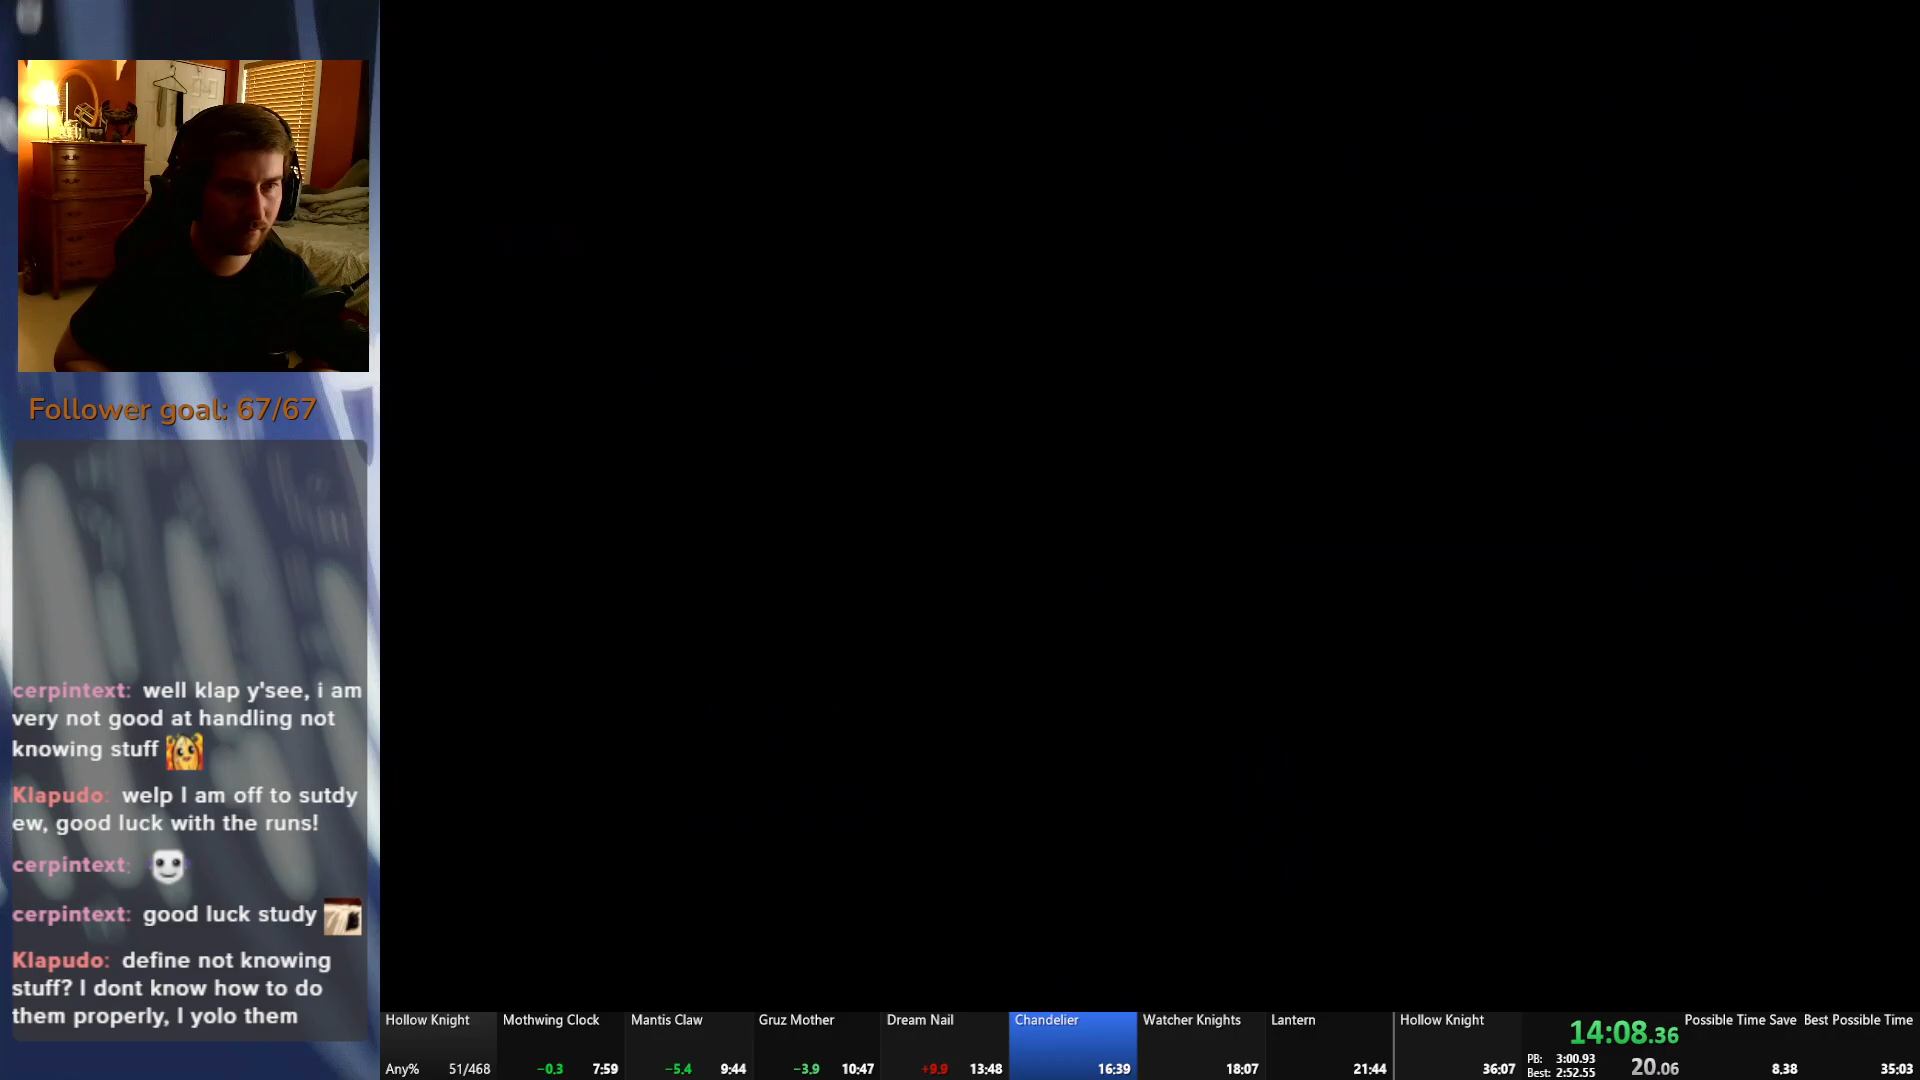 Follower goal: 67/67
cerpintext: well klap y'see, i am
very not good at handling not
knowing stuff
Klapudo: welp I am off to sutdy
ew, good luck with the runs!
cerpintext:
cerpintext: good luck study
Klapudo: define not knowing
stuff? I dont know how to do
them properly, I yolo them
Hollow Knight
Any% 51/468
Mothwing Clock
−0.3 7:59
Mantis Claw
−5.4 9:44
Gruz Mother
−3.9 10:47
Dream Nail
+9.9 13:48
Chandelier
16:39
Watcher Knights
18:07
Lantern
21:44
Hollow Knight
36:07
14:08.36
PB: 3:00.93
Best: 2:52.55
20.06
Possible Time Save
8.38
Best Possible Time
35:03